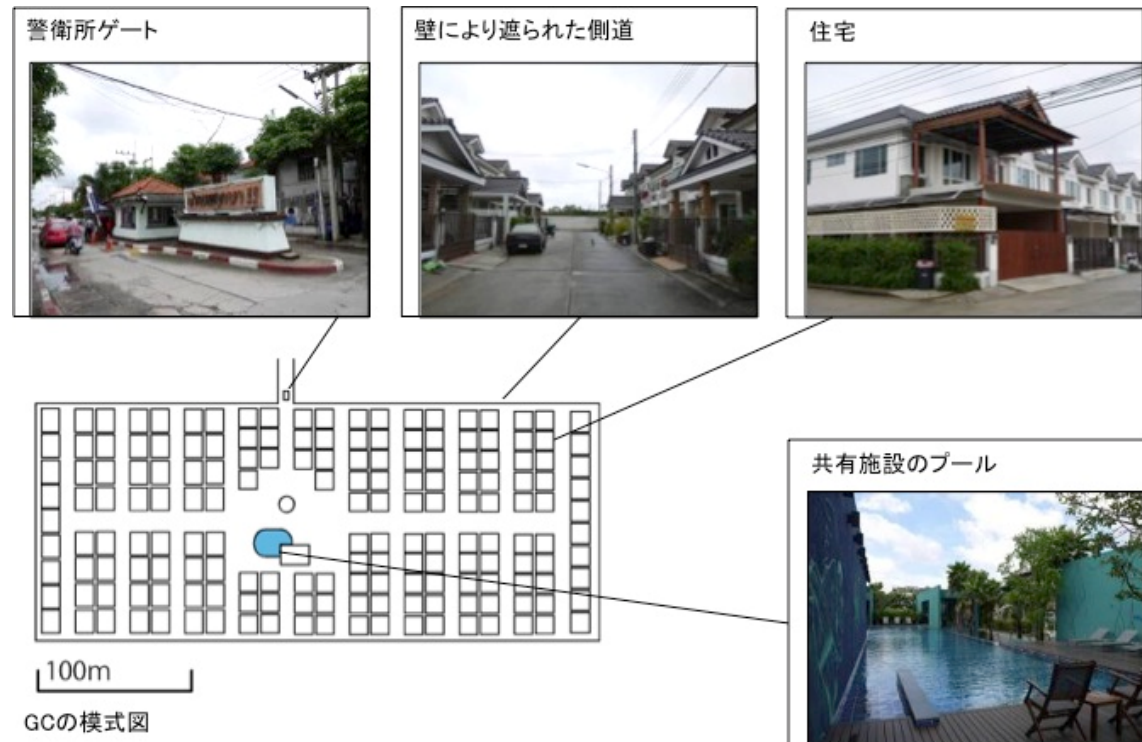 警衛所ゲート
壁により遮られた側道
住宅
共有施設のプール
100m
GCの模式図